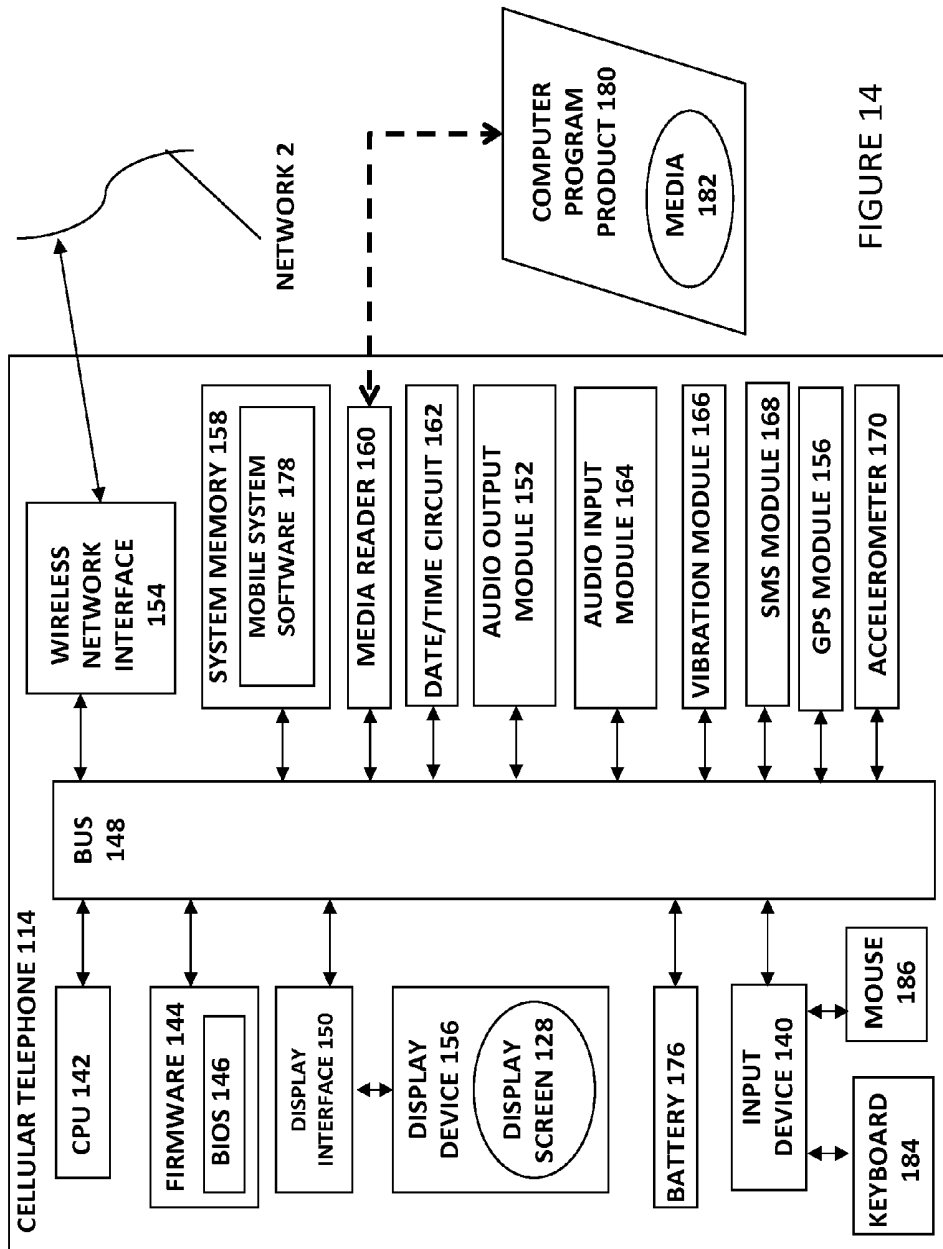 CELLULAR TELEPHONE 114
CPU 142
FIRMWARE 144
BIOS 146
DISPLAY
INTERFACE 150
DISPLAY
DEVICE 156
DISPLAY
SCREEN 128
BATTERY 176
INPUT
DEVICE 140
KEYBOARD
184
MOUSE
186
BUS
148
WIRELESS
NETWORK
INTERFACE
154
SYSTEM MEMORY 158
MOBILE SYSTEM
SOFTWARE 178
MEDIA READER 160
DATE/TIME CIRCUIT 162
AUDIO OUTPUT
MODULE 152
AUDIO INPUT
MODULE 164
VIBRATION MODULE 166
SMS MODULE 168
GPS MODULE 156
ACCELEROMETER 170
NETWORK 2
COMPUTER
PROGRAM
PRODUCT 180
MEDIA
182
FIGURE 14